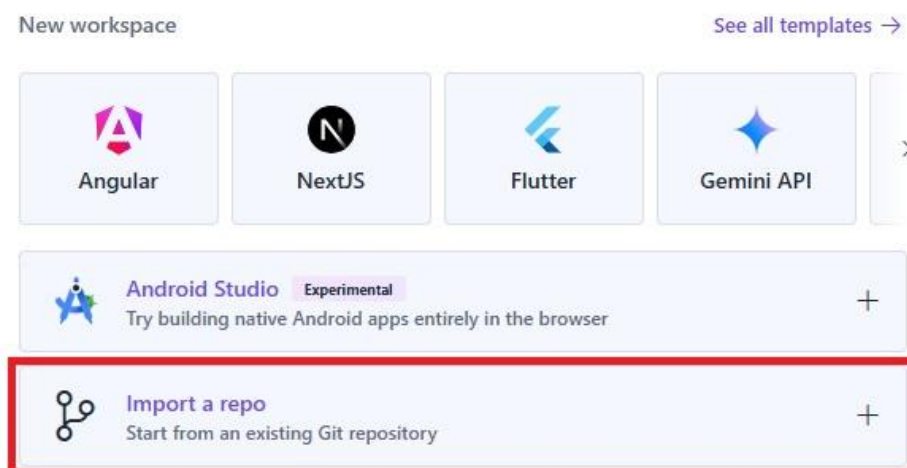 New workspace
See all templates →
Angular
NextJS
Flutter
Gemini API
Android Studio Experimental
Try building native Android apps entirely in the browser
Import a repo
Start from an existing Git repository